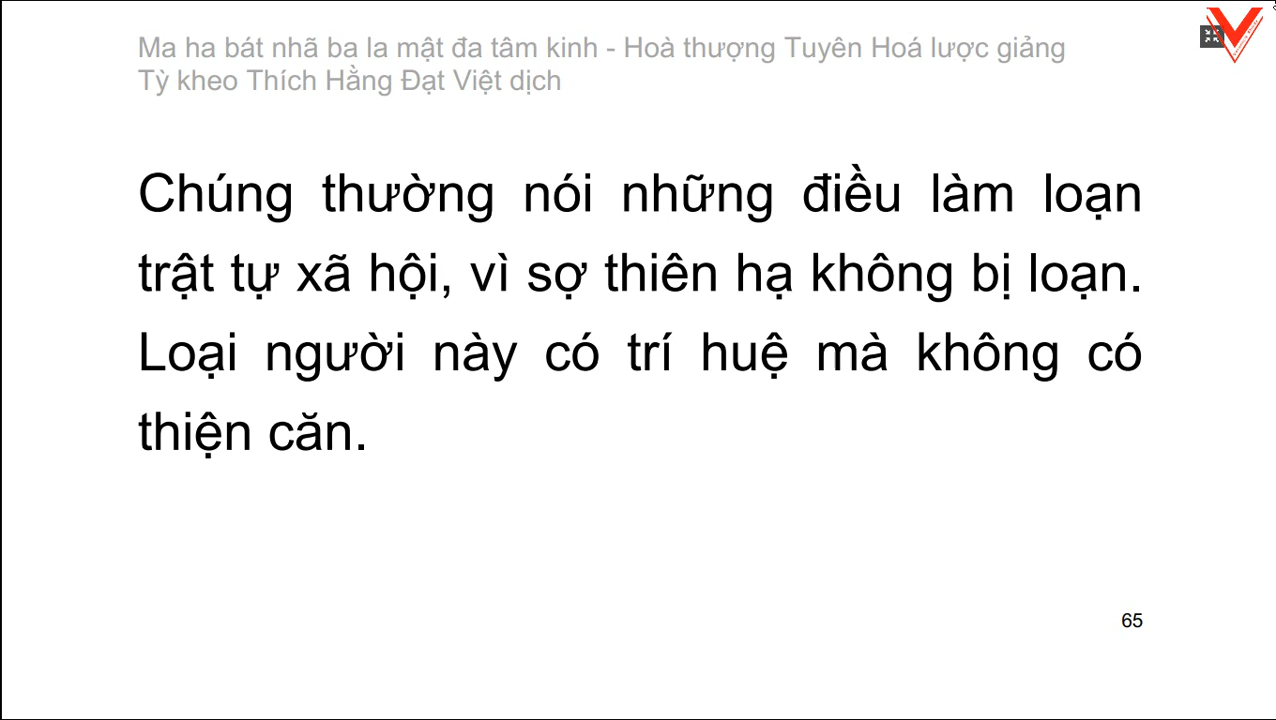 Ma ha bát nhã ba la mật đa tâm kinh - Hoà thượng Tuyên Hoá lược giảng
Tỳ kheo Thích Hằng Đạt Việt dịch
Chúng thường nói những điều làm loạn
trật tự xã hội, vì sợ thiên hạ không bị loạn.
Loại người này có trí huệ mà không có
thiện căn.
65